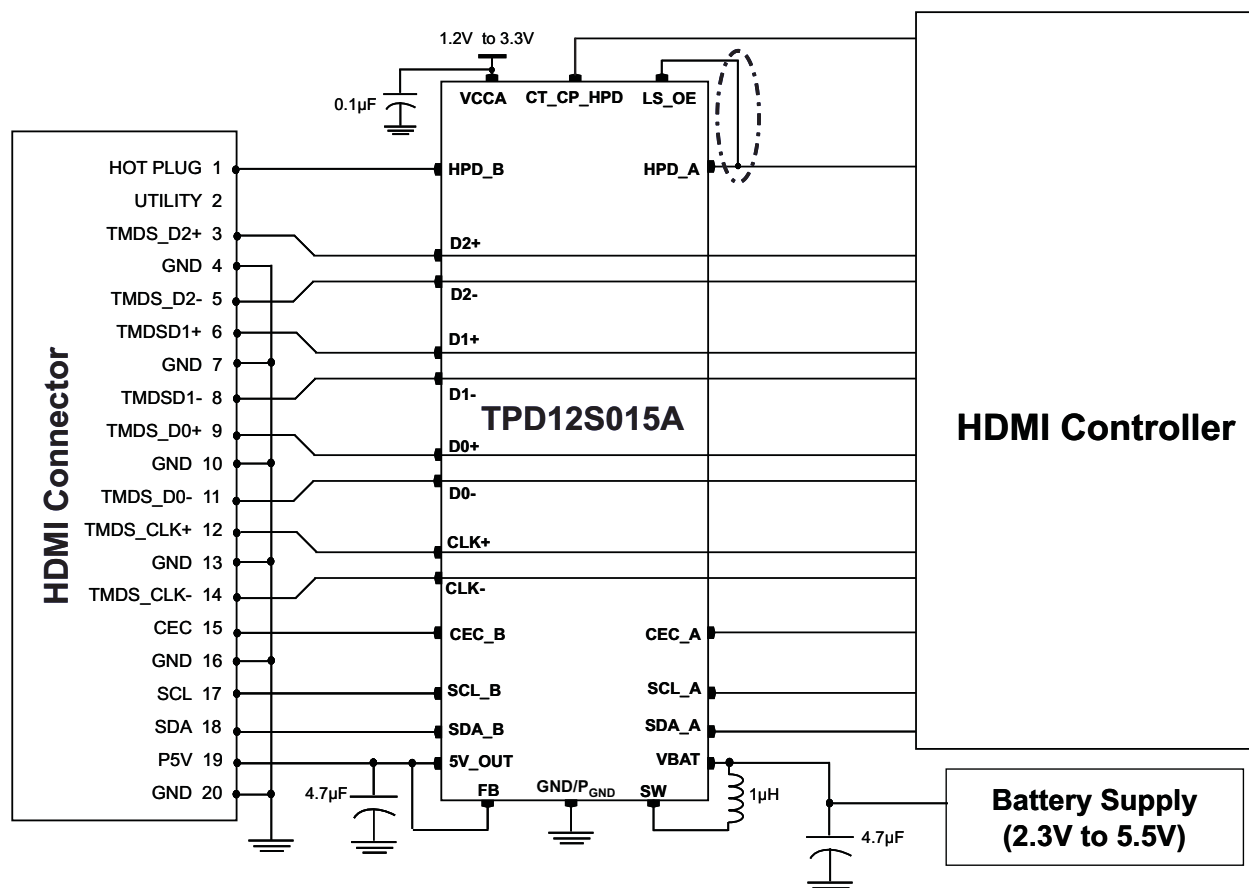 1.2V to 3.3V
0.1µF
VCCA
CT_CP_HPD
LS_OE
HOT PLUG 1
HPD_B
HPD_A
UTILITY 2
TMDS_D2+ 3
D2+
GND 4
TMDS_D2- 5
D2-
TMDSD1+ 6
D1+
GND 7
TMDSD1- 8
D1-
TPD12S015A
HDMI Controller
HDMI Connector
TMDS_D0+ 9
D0+
GND 10
TMDS_D0- 11
D0-
TMDS_CLK+ 12
CLK+
GND 13
TMDS_CLK- 14
CLK-
CEC 15
CEC_B
CEC_A
GND 16
SCL 17
SCL_B
SCL_A
SDA 18
SDA_B
SDA_A
P5V 19
5V_OUT
VBAT
GND 20
4.7µF
FB
GND/PGND
SW
1µH
4.7µF
Battery Supply
(2.3V to 5.5V)